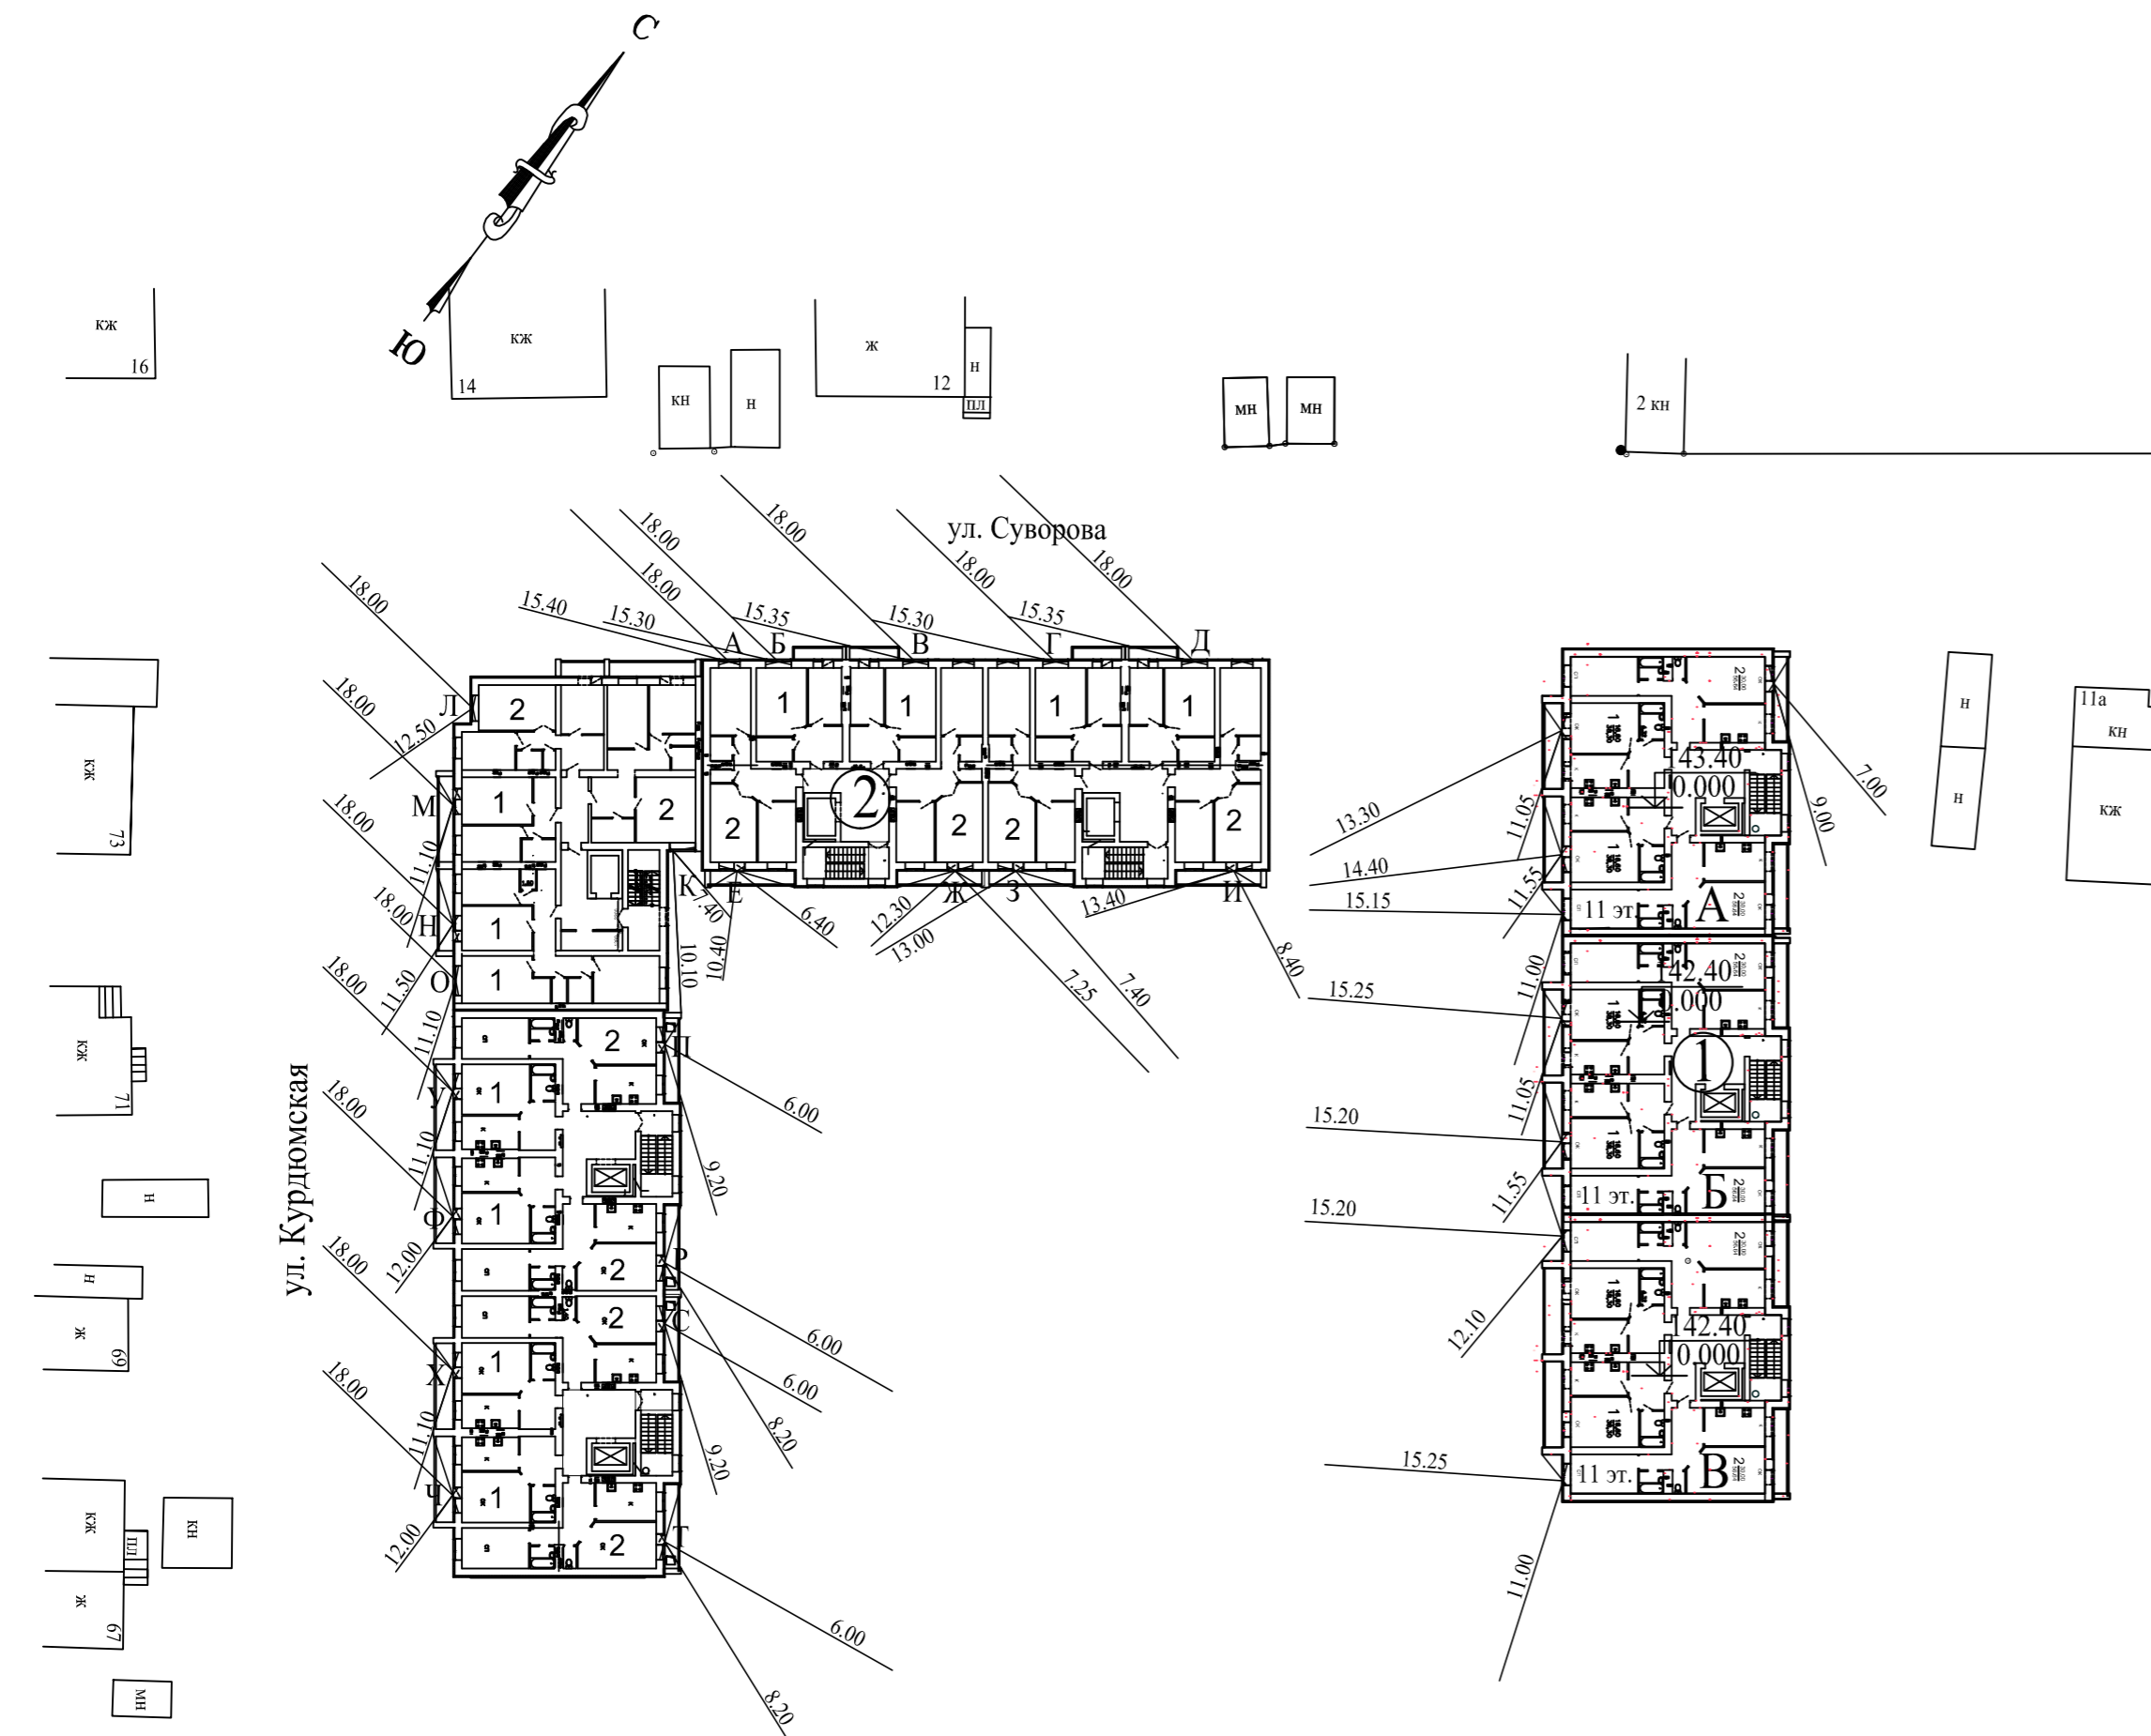 С
Ю
кж
16
кж
14
кн
н
ж
12
н
пл
мн
мн
2 кн
ул. Суворова
18.00
18.00
18.00
18.00
18.00
18.00
15.40
15.30
15.35
15.30
15.35
А
Б
В
Г
Д
1
1
1
1
2
2
2
2
2
Е
Ж
З
И
К
7.40
6.40
10.40
10.10
12.30
13.00
13.40
7.25
7.40
8.40
Л
2
12.50
18.00
М
1
2
18.00
11.10
Н
1
18.00
11.50
О
1
11.10
18.00
ул. Курдюмская
2
П
6.00
9.20
У
1
18.00
11.10
Ф
1
12.00
2
Р
6.00
8.20
18.00
2
С
6.00
9.20
Х
1
18.00
11.10
Ч
1
12.00
2
Т
6.00
8.20
кж
73
кж
71
н
н
ж
69
кж
пл
кн
ж
67
мн
13.30
11.05
14.40
11.55
15.15
11.00
15.25
11.05
15.20
11.55
15.20
12.10
15.25
11.00
143.40
0.000
7.00
9.00
11 эт.
А
142.40
0.000
1
11 эт.
Б
142.40
0.000
11 эт.
В
н
н
11а
кн
кж